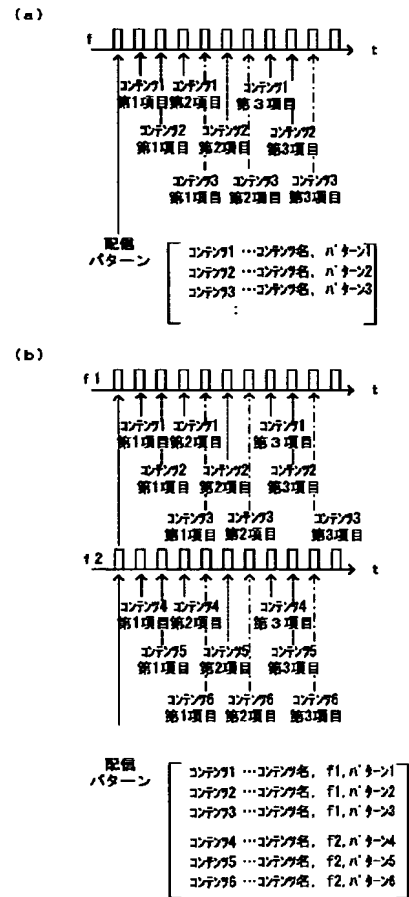 (a)
f
t
コンテンツ1 コンテンツ1 コンテンツ1
第1項目 第2項目 第3項目
コンテンツ2 コンテンツ2 コンテンツ2
第1項目 第2項目 第3項目
コンテンツ3 コンテンツ3 コンテンツ3
第1項目 第2項目 第3項目
配信
パターン
コンテンツ1 …コンテンツ名, パターン1
コンテンツ2 …コンテンツ名, パターン2
コンテンツ3 …コンテンツ名, パターン3
:
(b)
f1
t
コンテンツ1 コンテンツ1 コンテンツ1
第1項目 第2項目 第3項目
コンテンツ2 コンテンツ2 コンテンツ2
第1項目 第2項目 第3項目
コンテンツ3 コンテンツ3 コンテンツ3
第1項目 第2項目 第3項目
f2
t
コンテンツ4 コンテンツ4 コンテンツ4
第1項目 第2項目 第3項目
コンテンツ5 コンテンツ5 コンテンツ5
第1項目 第2項目 第3項目
コンテンツ6 コンテンツ6 コンテンツ6
第1項目 第2項目 第3項目
配信
パターン
コンテンツ1 …コンテンツ名, f1, パターン1
コンテンツ2 …コンテンツ名, f1, パターン2
コンテンツ3 …コンテンツ名, f1, パターン3
コンテンツ4 …コンテンツ名, f2, パターン4
コンテンツ5 …コンテンツ名, f2, パターン5
コンテンツ6 …コンテンツ名, f2, パターン6